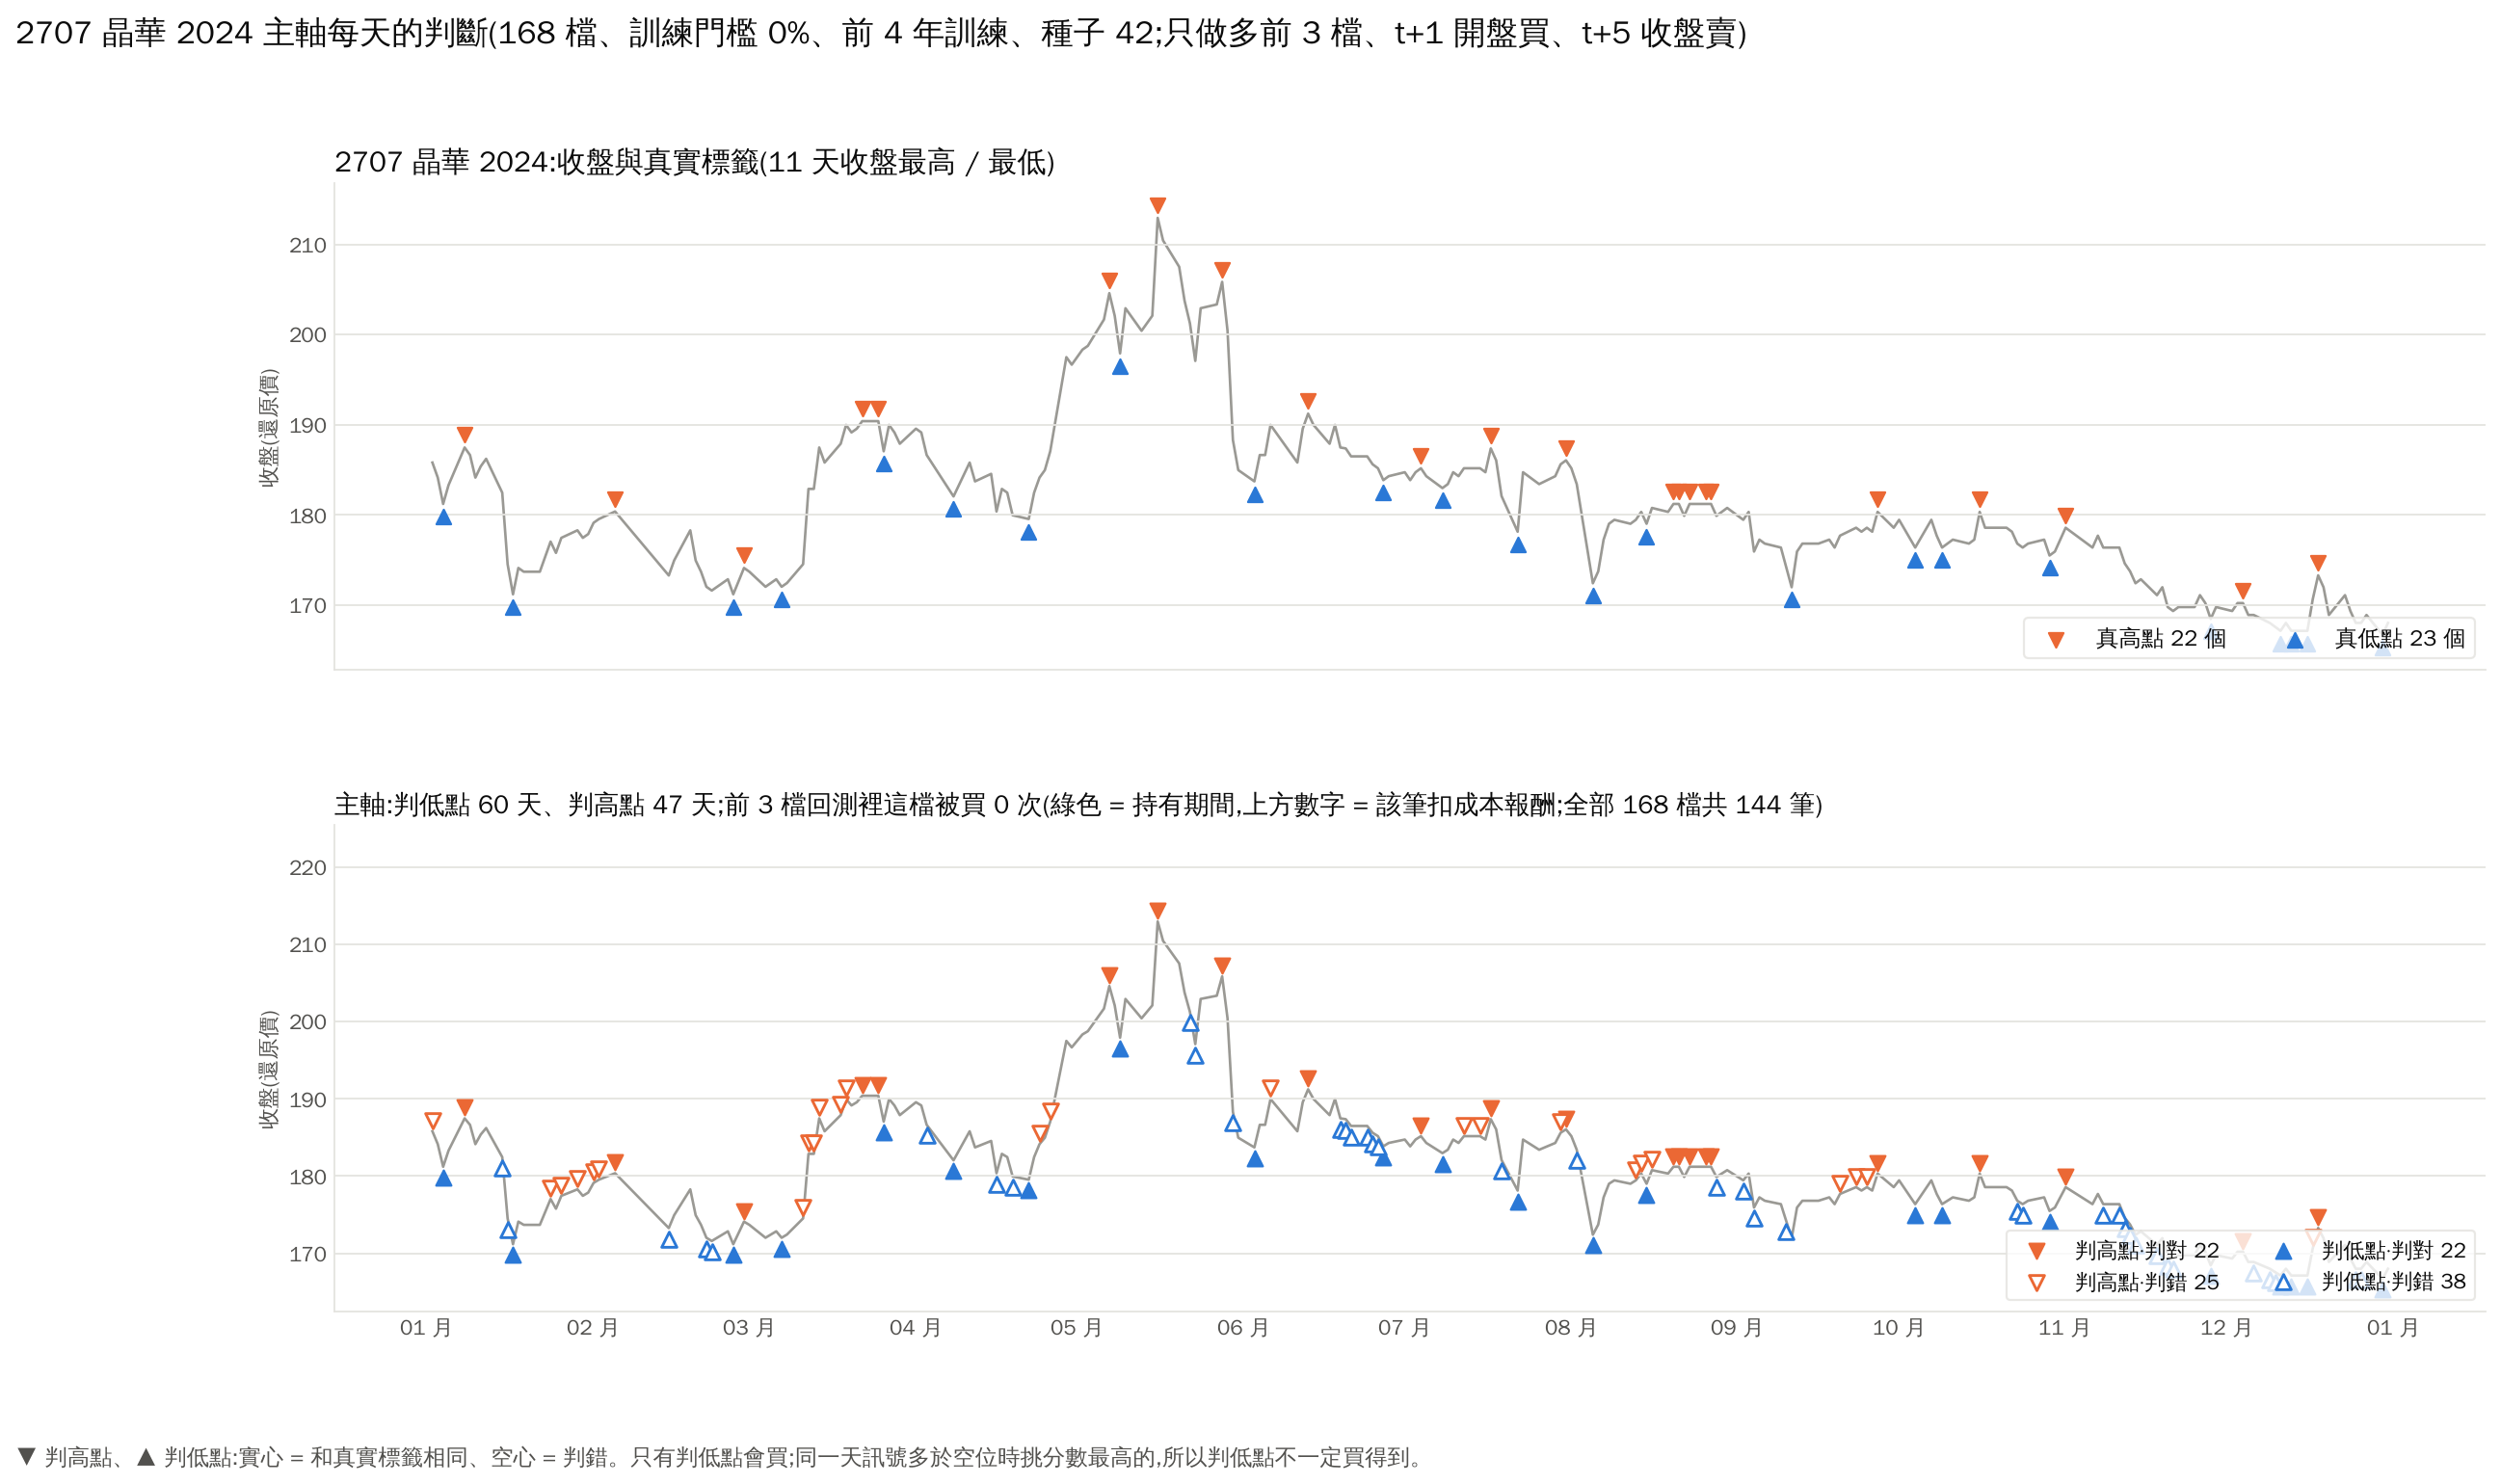 2707 晶華 2024 主軸每天的判斷(168 檔、訓練門檻 0%、前 4 年訓練、種子 42;只做多前 3 檔、t+1 開盤買、t+5 收盤賣)
2707 晶華 2024:收盤與真實標籤(11 天收盤最高 / 最低)
收盤(還原價)
210
200
190
180
170
真高點 22 個
真低點 23 個
主軸:判低點 60 天、判高點 47 天;前 3 檔回測裡這檔被買 0 次(綠色 = 持有期間,上方數字 = 該筆扣成本報酬;全部 168 檔共 144 筆)
收盤(還原價)
220
210
200
190
180
170
判高點·判對 22
判低點·判對 22
判高點·判錯 25
判低點·判錯 38
01 月
02 月
03 月
04 月
05 月
06 月
07 月
08 月
09 月
10 月
11 月
12 月
01 月
▼ 判高點、▲ 判低點:實心 = 和真實標籤相同、空心 = 判錯。只有判低點會買;同一天訊號多於空位時挑分數最高的,所以判低點不一定買得到。